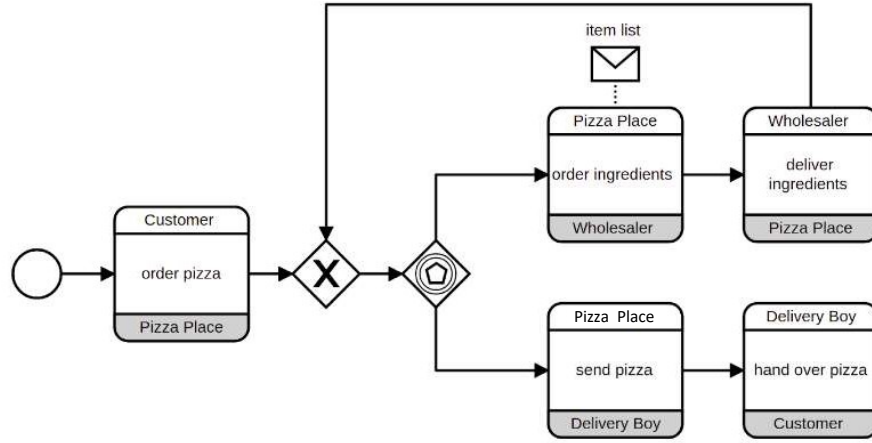 item list
Pizza Place
order ingredients
Wholesaler
Wholesaler
deliver
ingredients
Pizza Place
Customer
order pizza
Pizza Place
X
Pizza Place
send pizza
Delivery Boy
Delivery Boy
hand over pizza
Customer